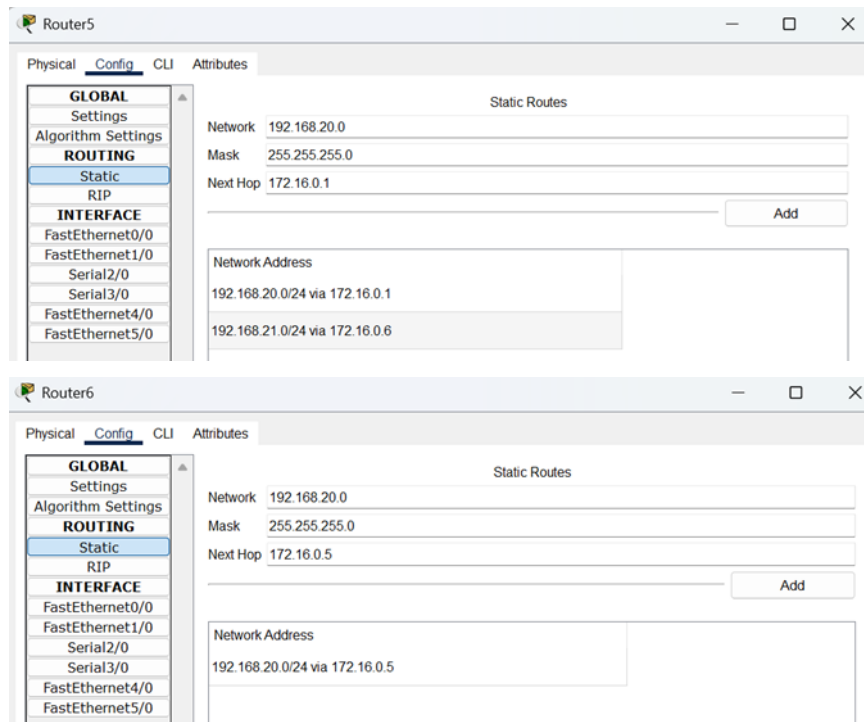 Router5
Physical Config CLI Attributes
GLOBAL
Settings
Algorithm Settings
ROUTING
Static
RIP
INTERFACE
FastEthernet0/0
FastEthernet1/0
Serial2/0
Serial3/0
FastEthernet4/0
FastEthernet5/0
Static Routes
Network 192.168.20.0
Mask 255.255.255.0
Next Hop 172.16.0.1
Add
Network Address
192.168.20.0/24 via 172.16.0.1
192.168.21.0/24 via 172.16.0.6
Router6
Physical Config CLI Attributes
GLOBAL
Settings
Algorithm Settings
ROUTING
Static
RIP
INTERFACE
FastEthernet0/0
FastEthernet1/0
Serial2/0
Serial3/0
FastEthernet4/0
FastEthernet5/0
Static Routes
Network 192.168.20.0
Mask 255.255.255.0
Next Hop 172.16.0.5
Add
Network Address
192.168.20.0/24 via 172.16.0.5